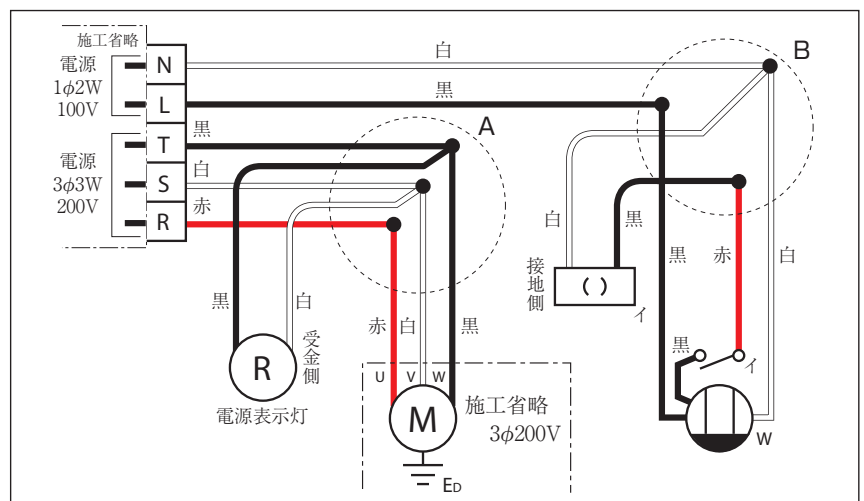 施工省略
電源
1φ2W
100V
N
L
電源
3φ3W
200V
T
S
R
白
黒
B
黒
白
赤
A
白
黒
接地側
( )
イ
黒
赤
白
黒
イ
W
黒
白
受金側
R
電源表示灯
赤
白
黒
U
V
W
M
施工省略
3φ200V
ED